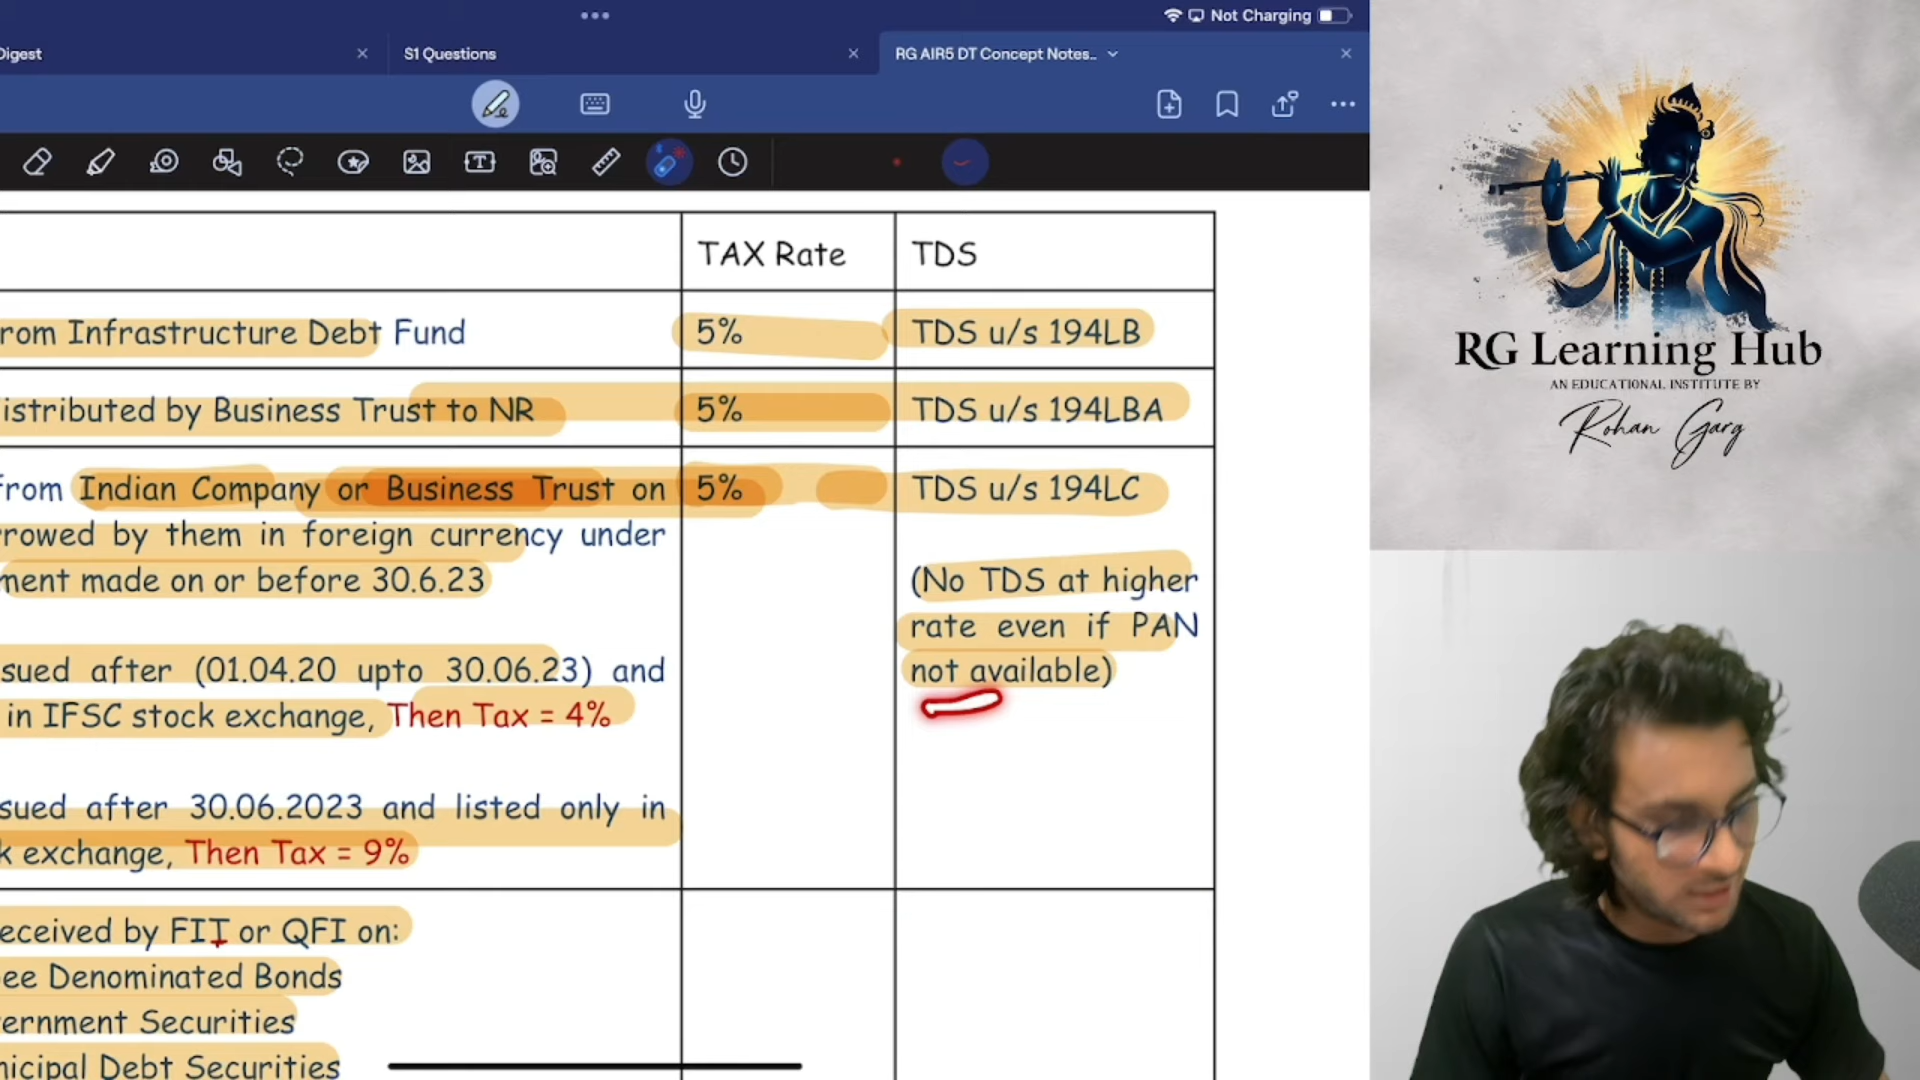 Not Charging
Digest
S1 Questions
RG AIR5 DT Concept Notes..
TAX Rate
TDS
rom Infrastructure Debt Fund
5%
TDS u/s 194LB
istributed by Business Trust to NR
5%
TDS u/s 194LBA
from Indian Company or Business Trust on
5%
TDS u/s 194LC
rrowed by them in foreign currency under
ment made on or before 30.6.23
(No TDS at higher
rate even if PAN
not available)
sued after (01.04.20 upto 30.06.23) and
in IFSC stock exchange, Then Tax = 4%
sued after 30.06.2023 and listed only in
k exchange, Then Tax = 9%
eceived by FII or QFI on:
ee Denominated Bonds
ernment Securities
nicipal Debt Securities
RG Learning Hub
AN EDUCATIONAL INSTITUTE BY
Rohan Garg